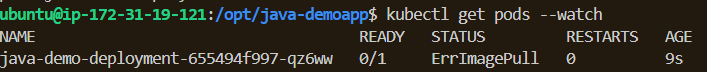 ubuntu@ip-172-31-19-121:/opt/java-demoapp$ kubectl get pods --watch
NAME READY STATUS RESTARTS AGE
java-demo-deployment-655494f997-qz6ww 0/1 ErrImagePull 0 9s